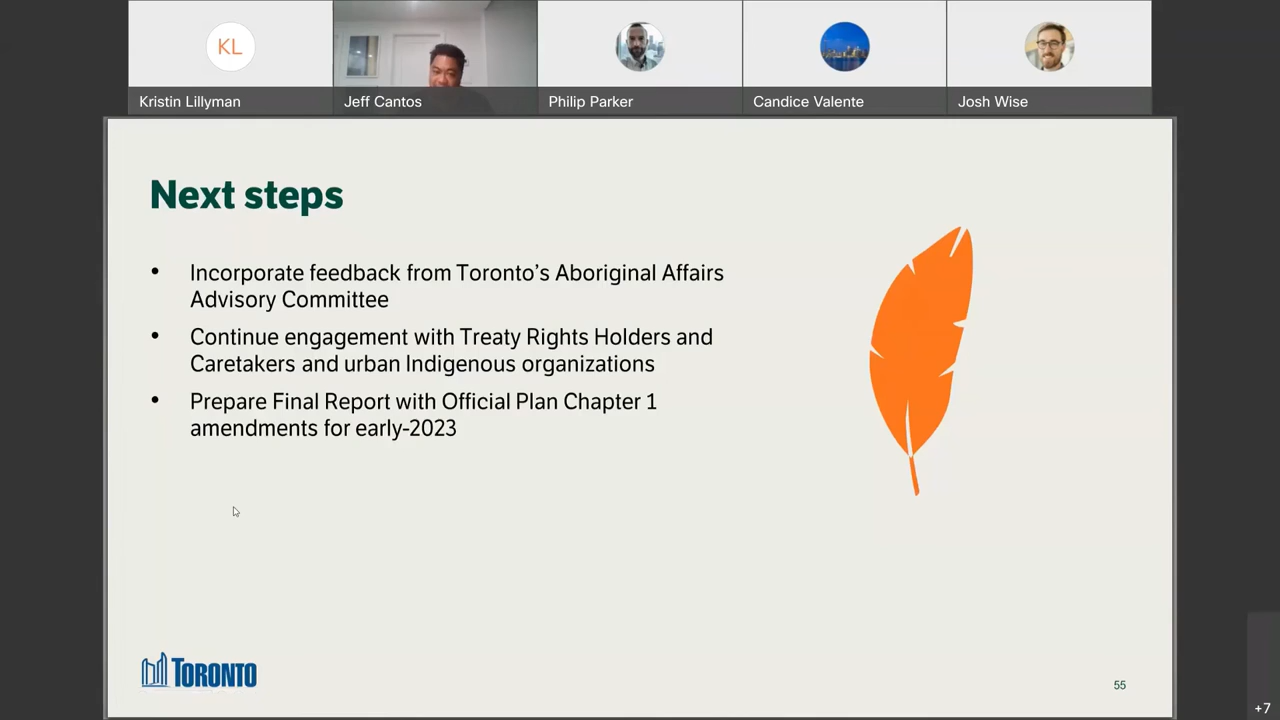 KL
Kristin Lillyman
Jeff Cantos
Philip Parker
Candice Valente
Josh Wise
Next steps
• Incorporate feedback from Toronto’s Aboriginal Affairs
Advisory Committee
• Continue engagement with Treaty Rights Holders and
Caretakers and urban Indigenous organizations
• Prepare Final Report with Official Plan Chapter 1
amendments for early-2023
TORONTO
55
+7